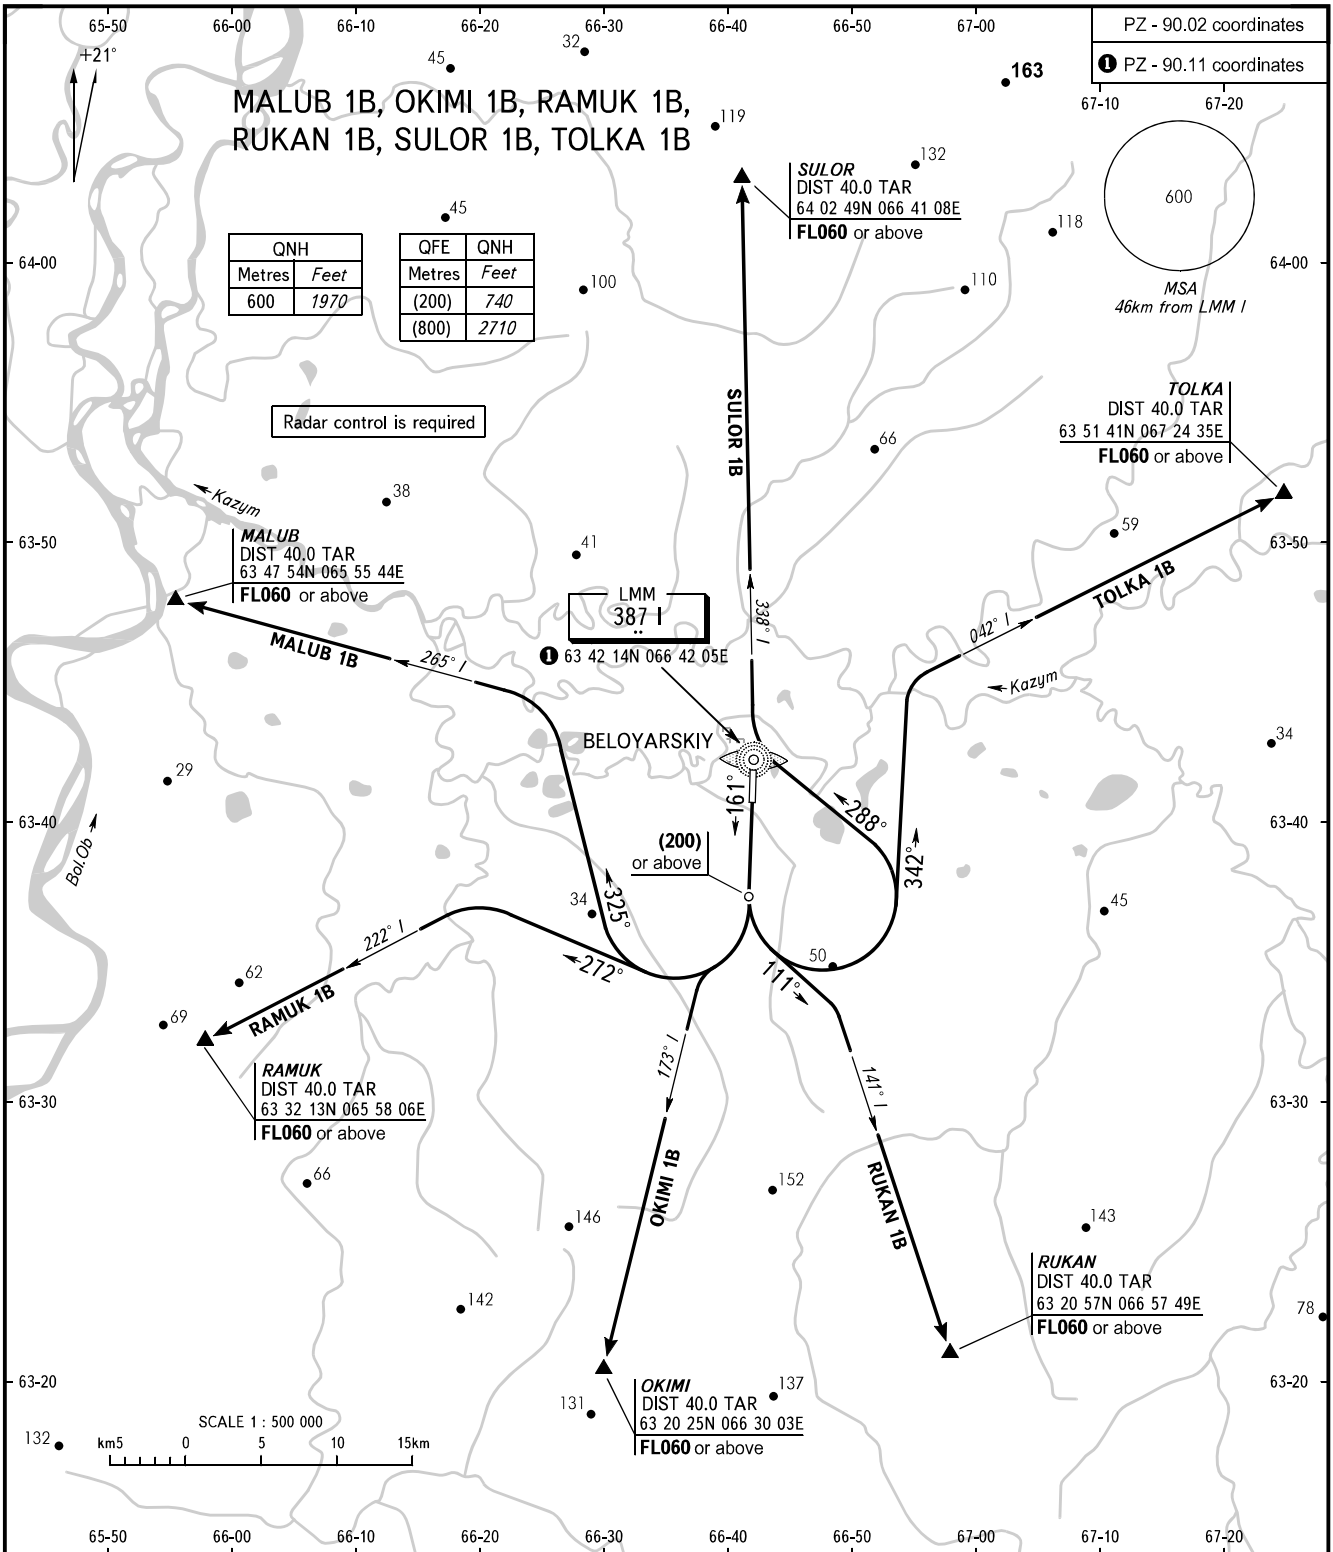 65-50 66-00 66-10 66-20 66-30 66-40 66-50 67-00
PZ - 90.02 coordinates
1 PZ - 90.11 coordinates
67-10 67-20
+21°
45
32
163
MALUB 1B, OKIMI 1B, RAMUK 1B,
RUKAN 1B, SULOR 1B, TOLKA 1B
119
132
SULOR
DIST 40.0 TAR
64 02 49N 066 41 08E
FL060 or above
600
MSA
46km from LMM I
45
118
QNH
Metres Feet
600 1970
QFE QNH
Metres Feet
(200) 740
(800) 2710
64-00
64-00
100
110
Radar control is required
SULOR 1B
TOLKA
DIST 40.0 TAR
63 51 41N 067 24 35E
FL060 or above
66
Kazym
38
59
63-50
63-50
41
MALUB
DIST 40.0 TAR
63 47 54N 065 55 44E
FL060 or above
LMM
387 I
1 63 42 14N 066 42 05E
338° I
TOLKA 1B
042° I
MALUB 1B
265° I
Kazym
BELOYARSKIY
34
29
161°
288°
63-40
63-40
(200)
or above
342°
Bol.Ob
34
325°
45
222° I
272°
50
111°
62
69
RAMUK 1B
173° I
141° I
RAMUK
DIST 40.0 TAR
63 32 13N 065 58 06E
FL060 or above
63-30
63-30
66
OKIMI 1B
152
RUKAN 1B
146
143
RUKAN
DIST 40.0 TAR
63 20 57N 066 57 49E
FL060 or above
142
78
63-20
63-20
OKIMI
DIST 40.0 TAR
63 20 25N 066 30 03E
FL060 or above
137
131
132
SCALE 1 : 500 000
km5 0 5 10 15km
65-50 66-00 66-10 66-20 66-30 66-40 66-50 67-00 67-10 67-20